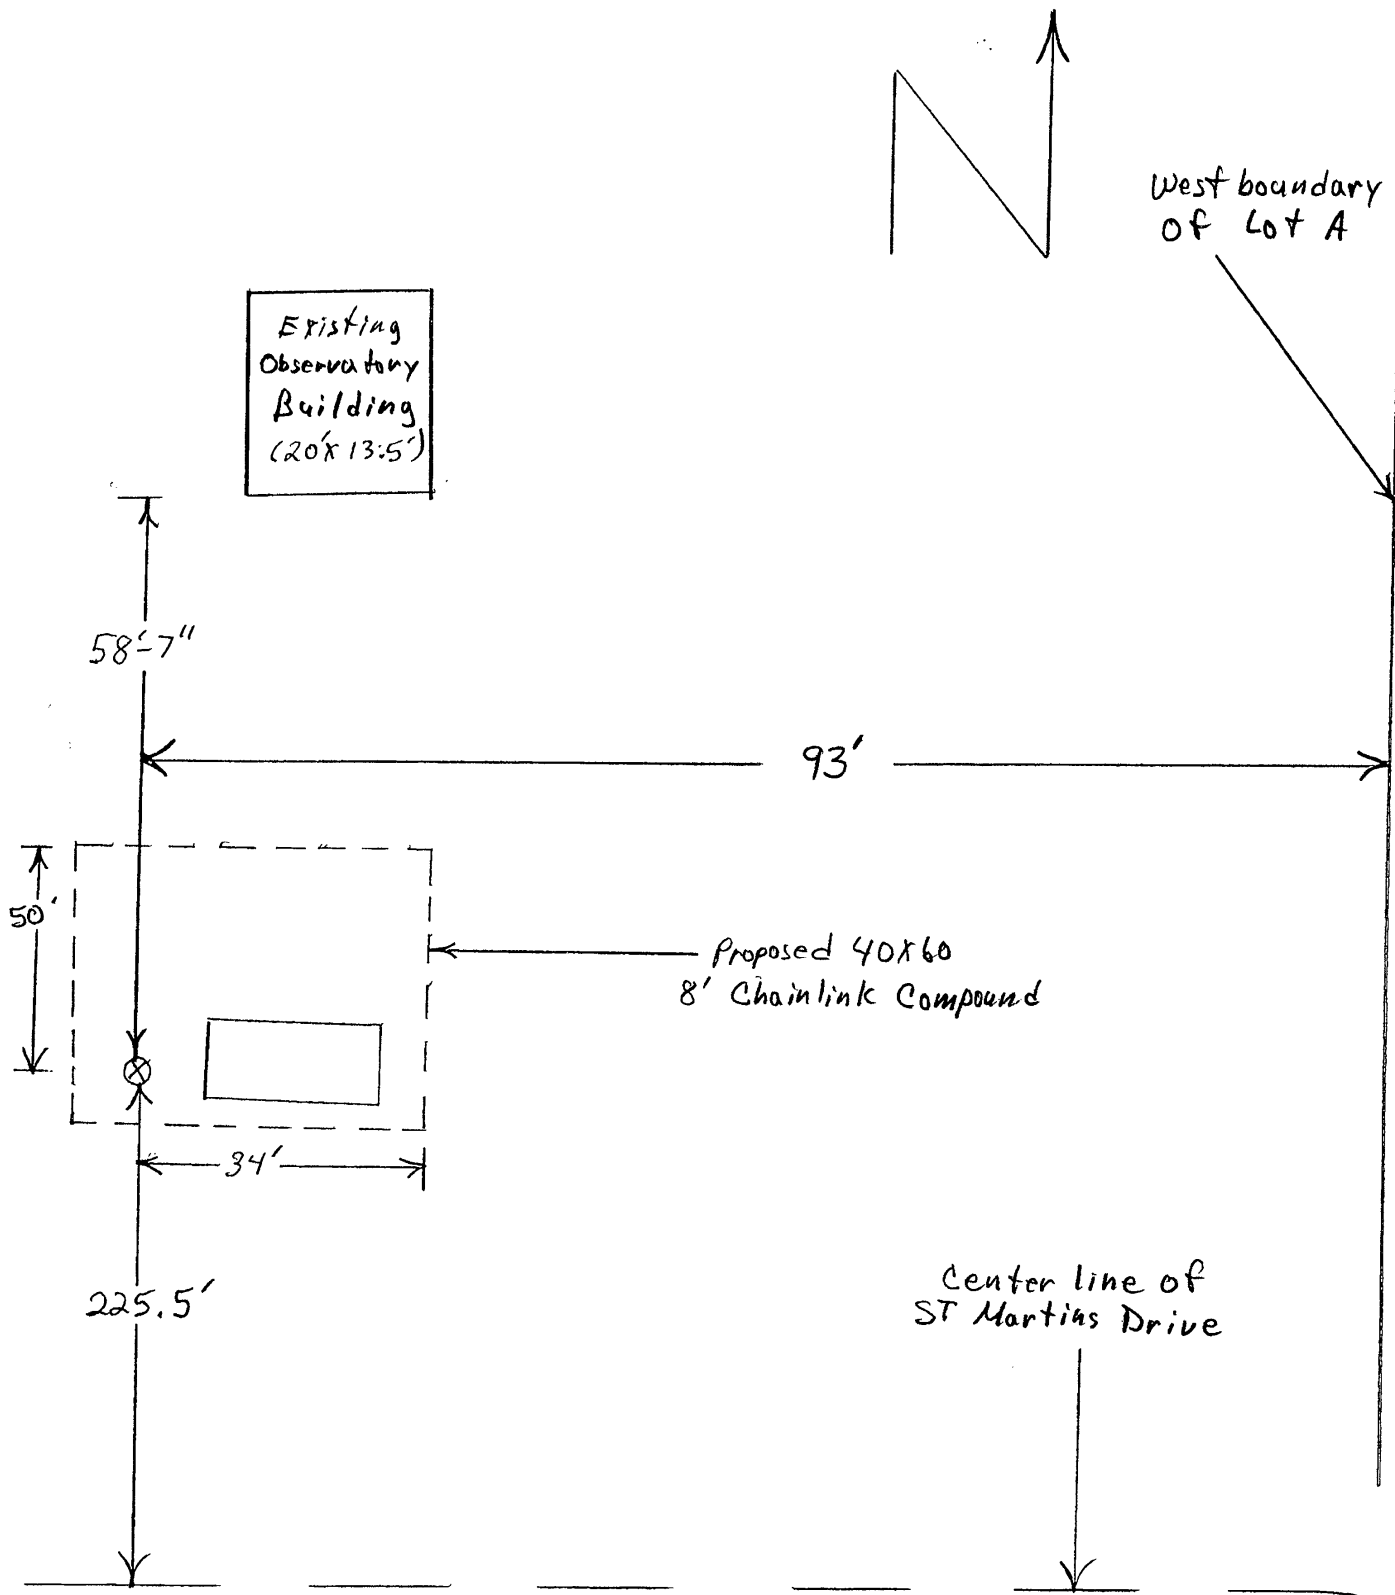 N
West boundary
of Lot A
Existing
Observatory
Building
(20'X 13.5')
58'-7"
93'
50'
Proposed 40X60
8' Chainlink Compound
34'
225.5'
Center line of
ST Martins Drive